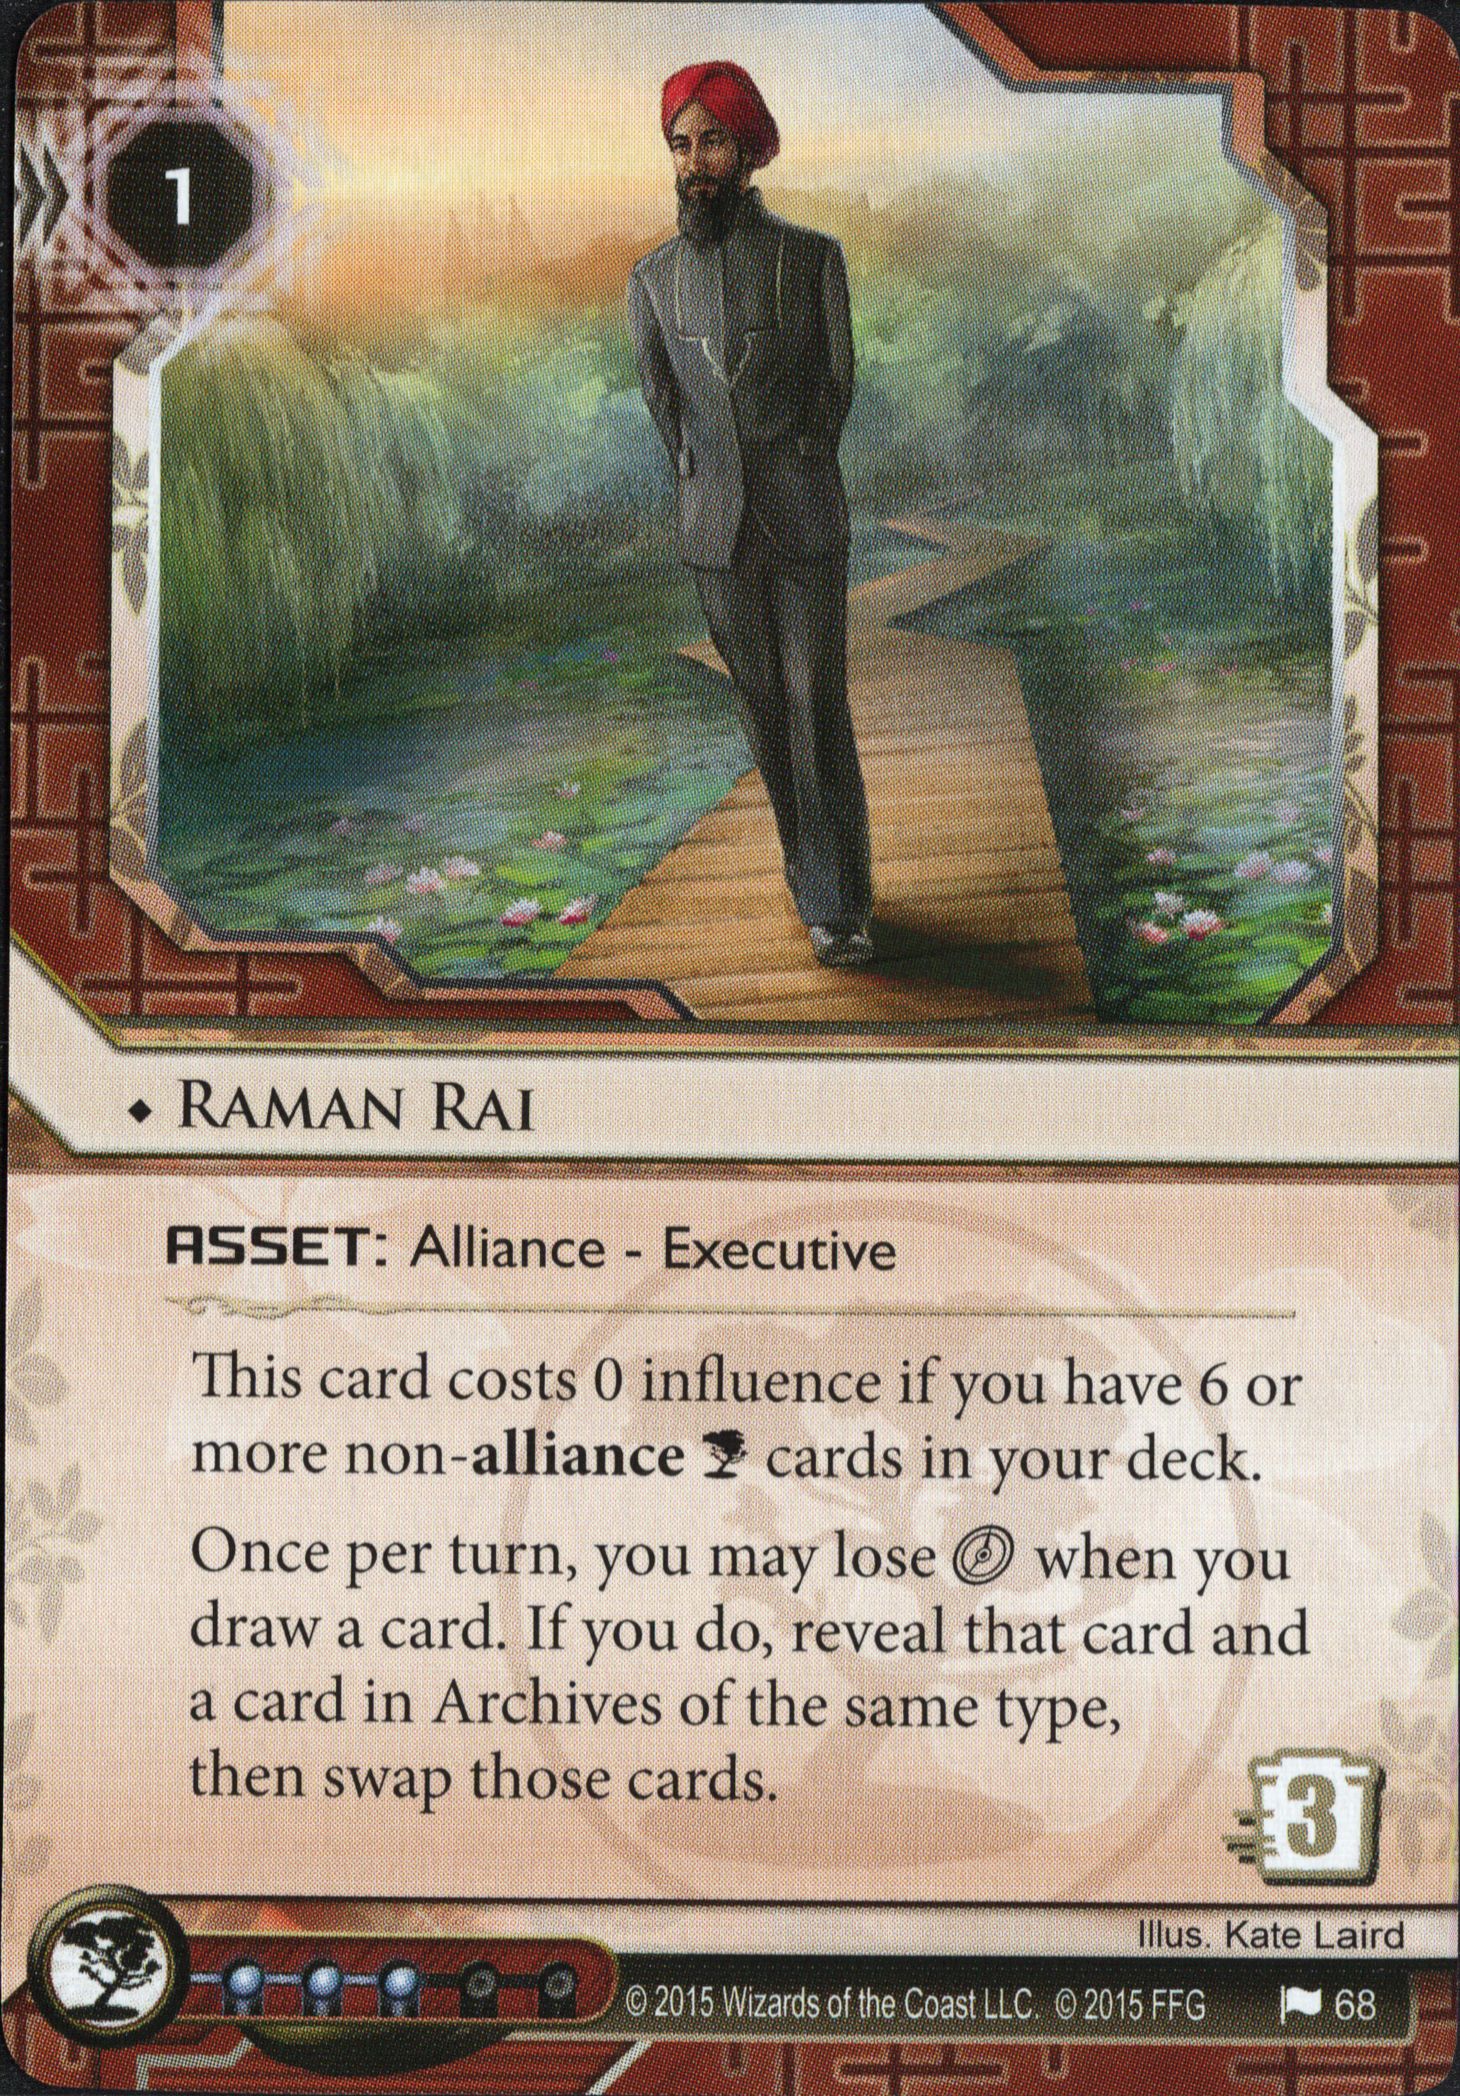 1
◆ RAMAN RAI
ASSET: Alliance - Executive
This card costs 0 influence if you have 6 or
more non-alliance cards in your deck.
Once per turn, you may lose when you
draw a card. If you do, reveal that card and
a card in Archives of the same type,
then swap those cards.
3
Illus. Kate Laird
© 2015 Wizards of the Coast LLC. © 2015 FFG 68